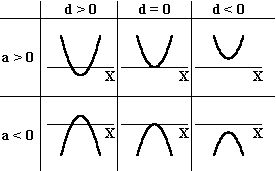 d > 0 d = 0 d < 0
a > 0
X X X
a < 0
X X X